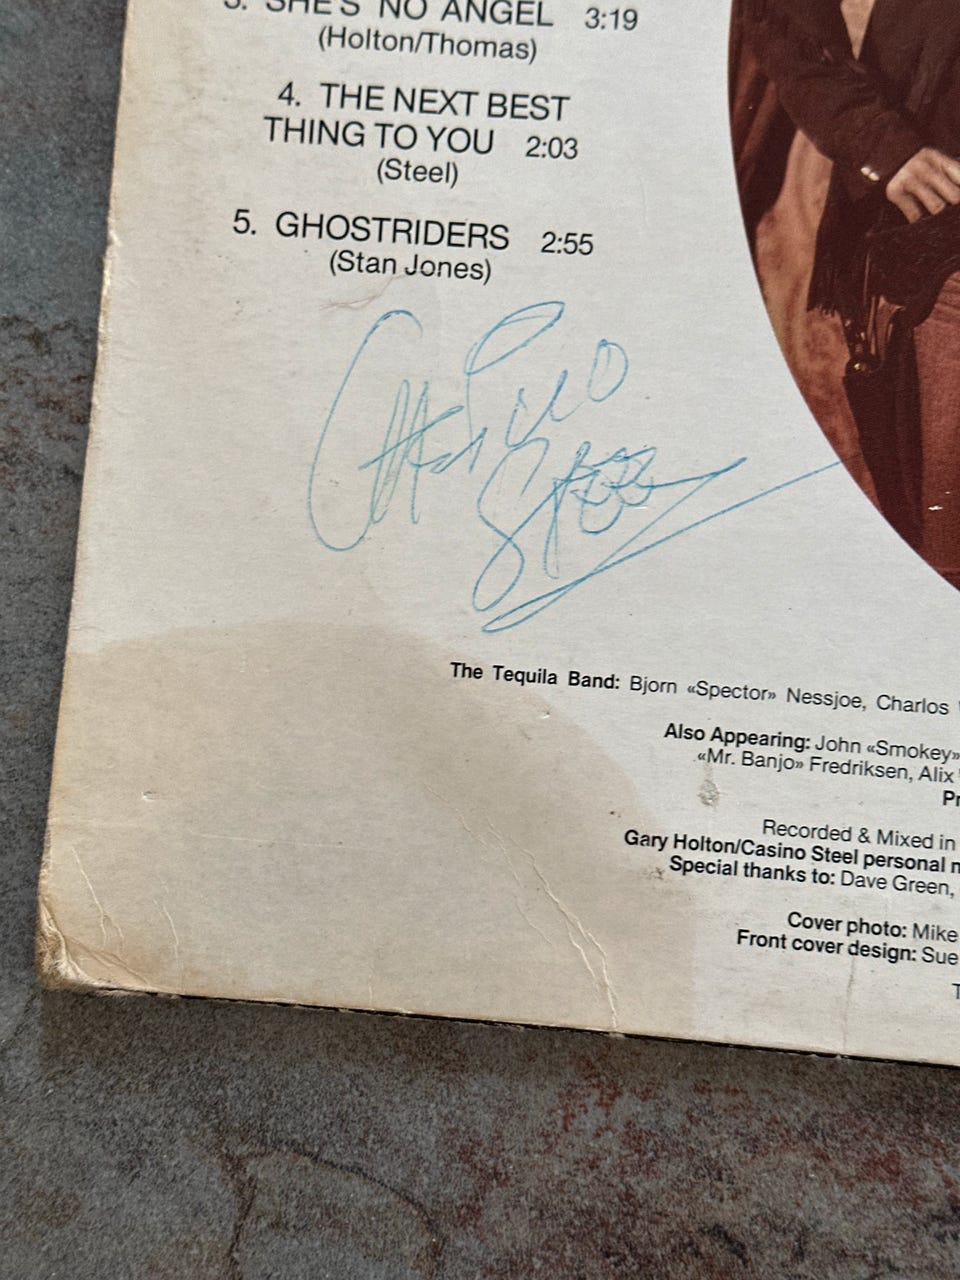 3. SHE'S NO ANGEL 3:19
(Holton/Thomas)
4. THE NEXT BEST
THING TO YOU 2:03
(Steel)
5. GHOSTRIDERS 2:55
(Stan Jones)
Casino
Steel
The Tequila Band: Bjorn «Spector» Nessjoe, Charlos
Also Appearing: John «Smokey»
«Mr. Banjo» Fredriksen, Alix
Recorded & Mixed in
Gary Holton/Casino Steel personal
Special thanks to: Dave Green,
Cover photo: Mike
Front cover design: Sue